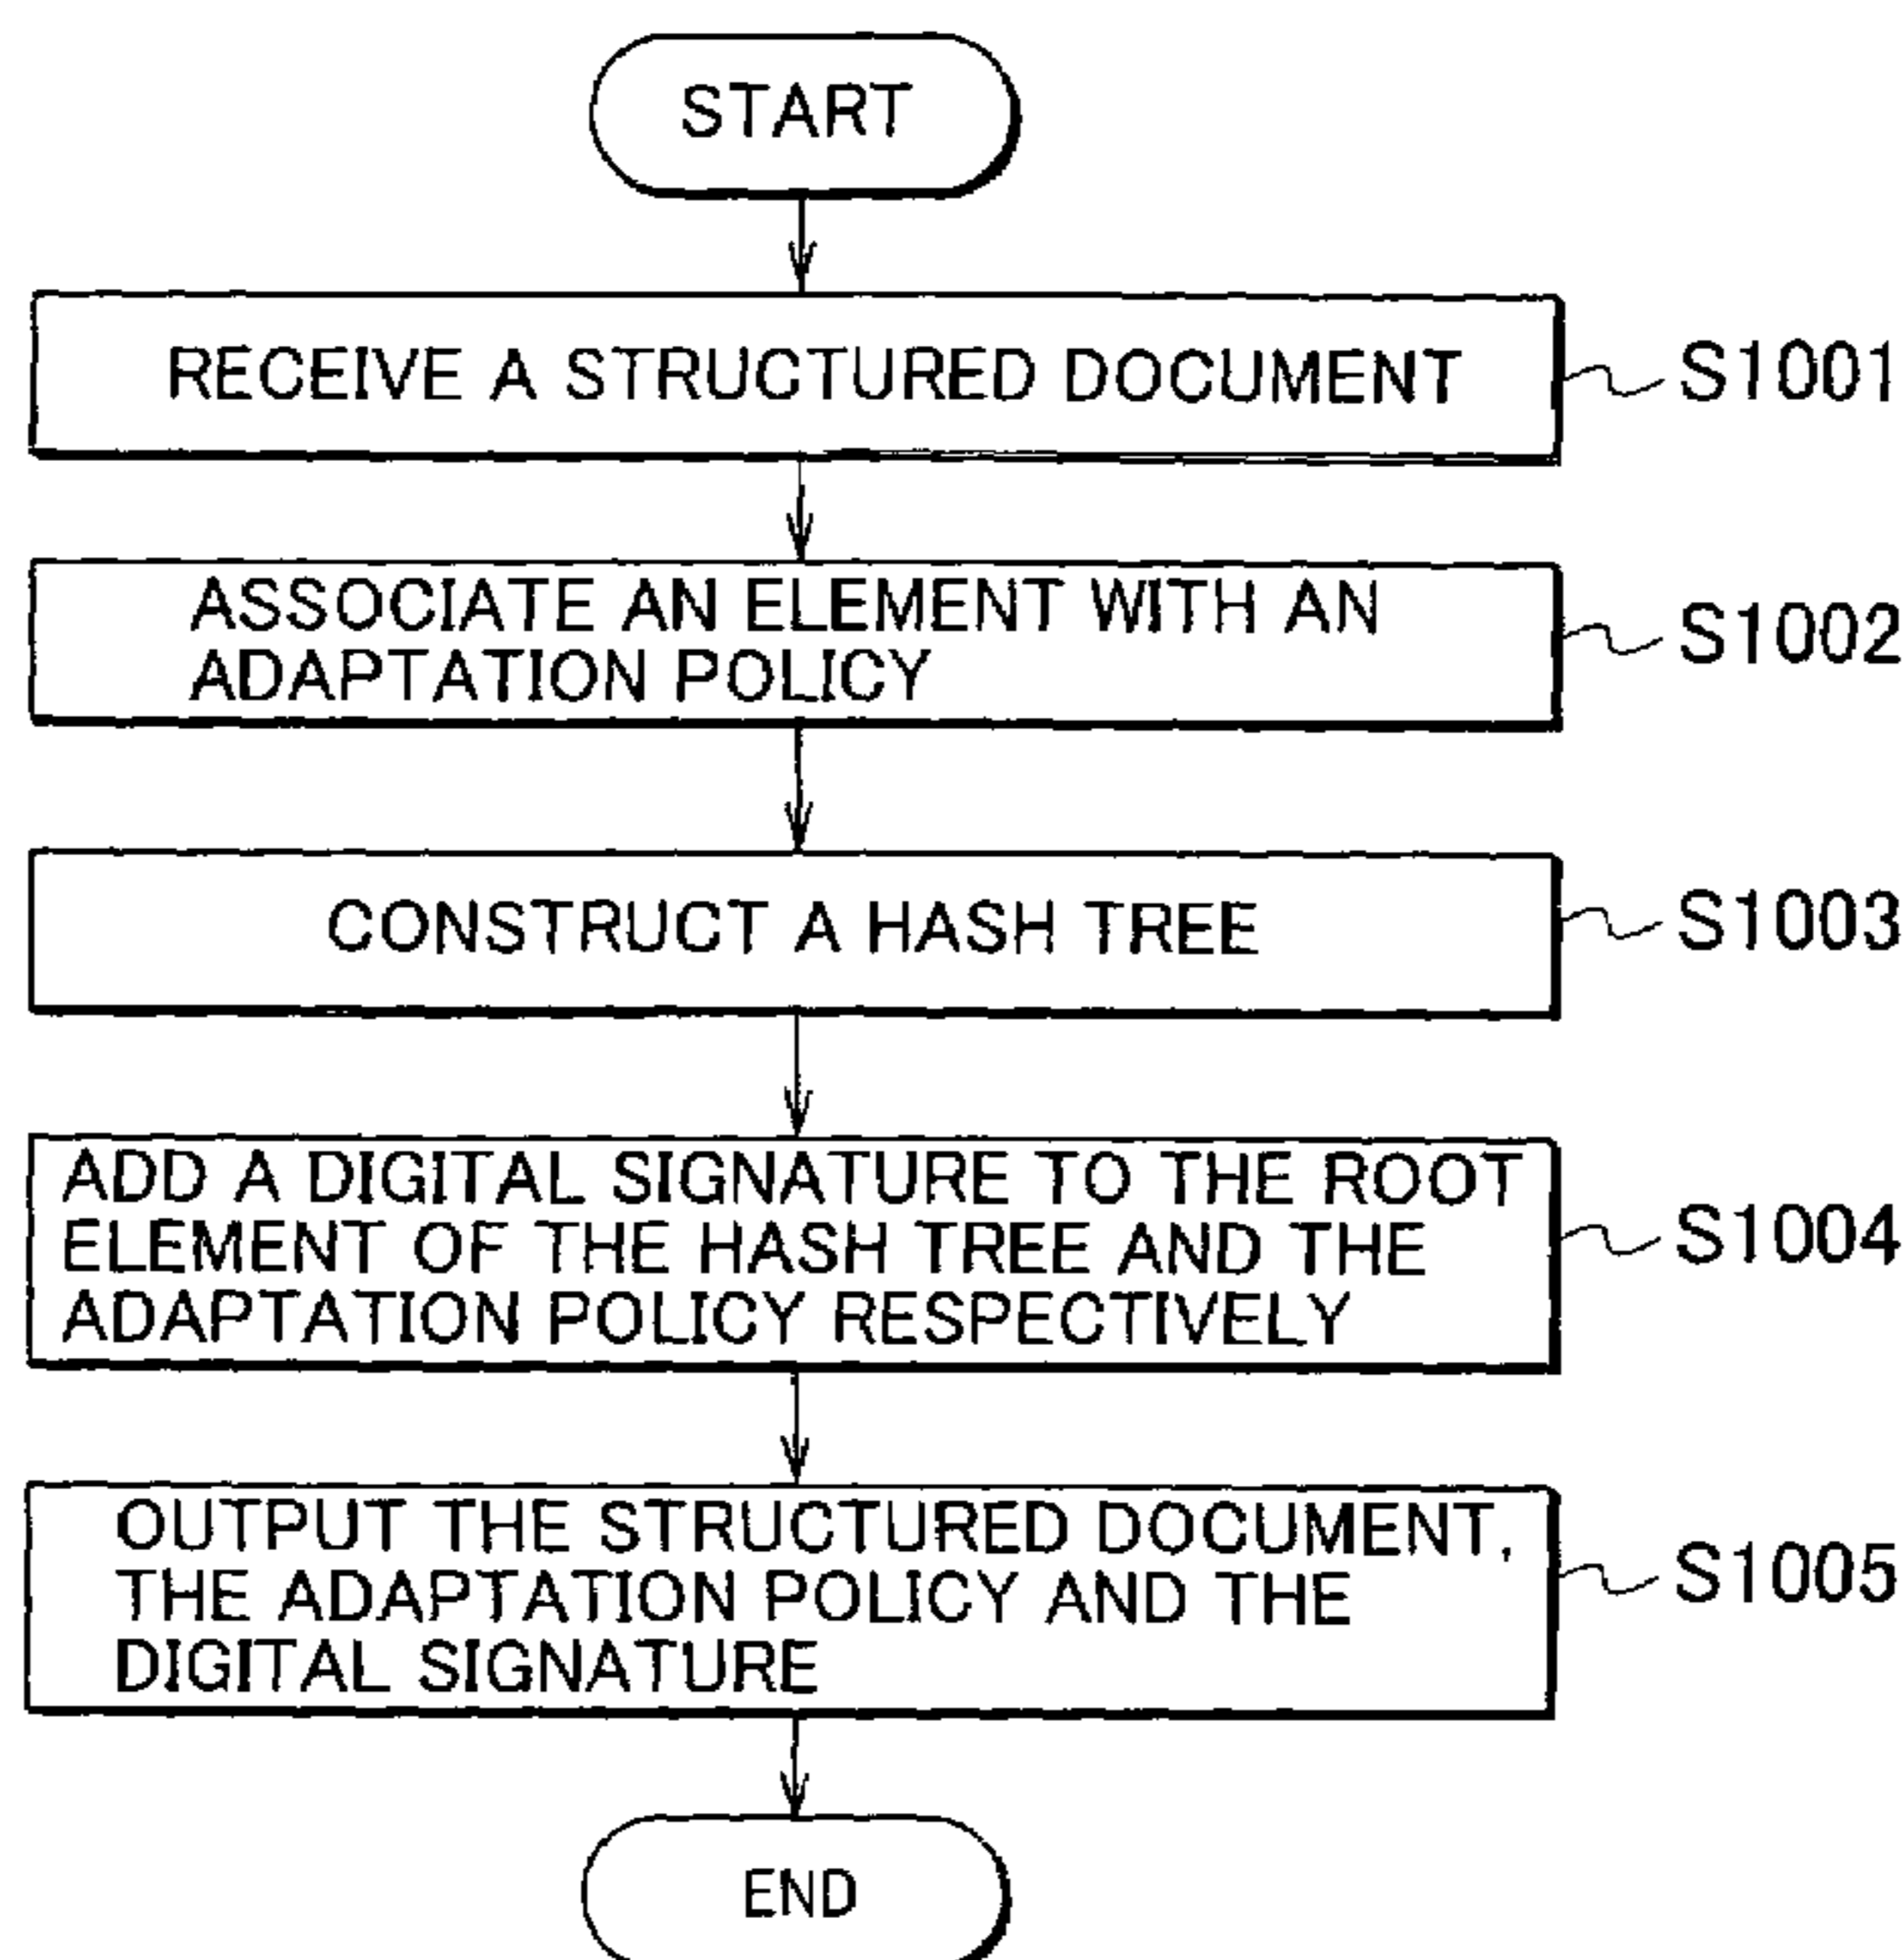 START
RECEIVE A STRUCTURED DOCUMENT
S1001
ASSOCIATE AN ELEMENT WITH AN
ADAPTATION POLICY
S1002
CONSTRUCT A HASH TREE
S1003
ADD A DIGITAL SIGNATURE TO THE ROOT
ELEMENT OF THE HASH TREE AND THE
ADAPTATION POLICY RESPECTIVELY
S1004
OUTPUT THE STRUCTURED DOCUMENT,
THE ADAPTATION POLICY AND THE
DIGITAL SIGNATURE
S1005
END